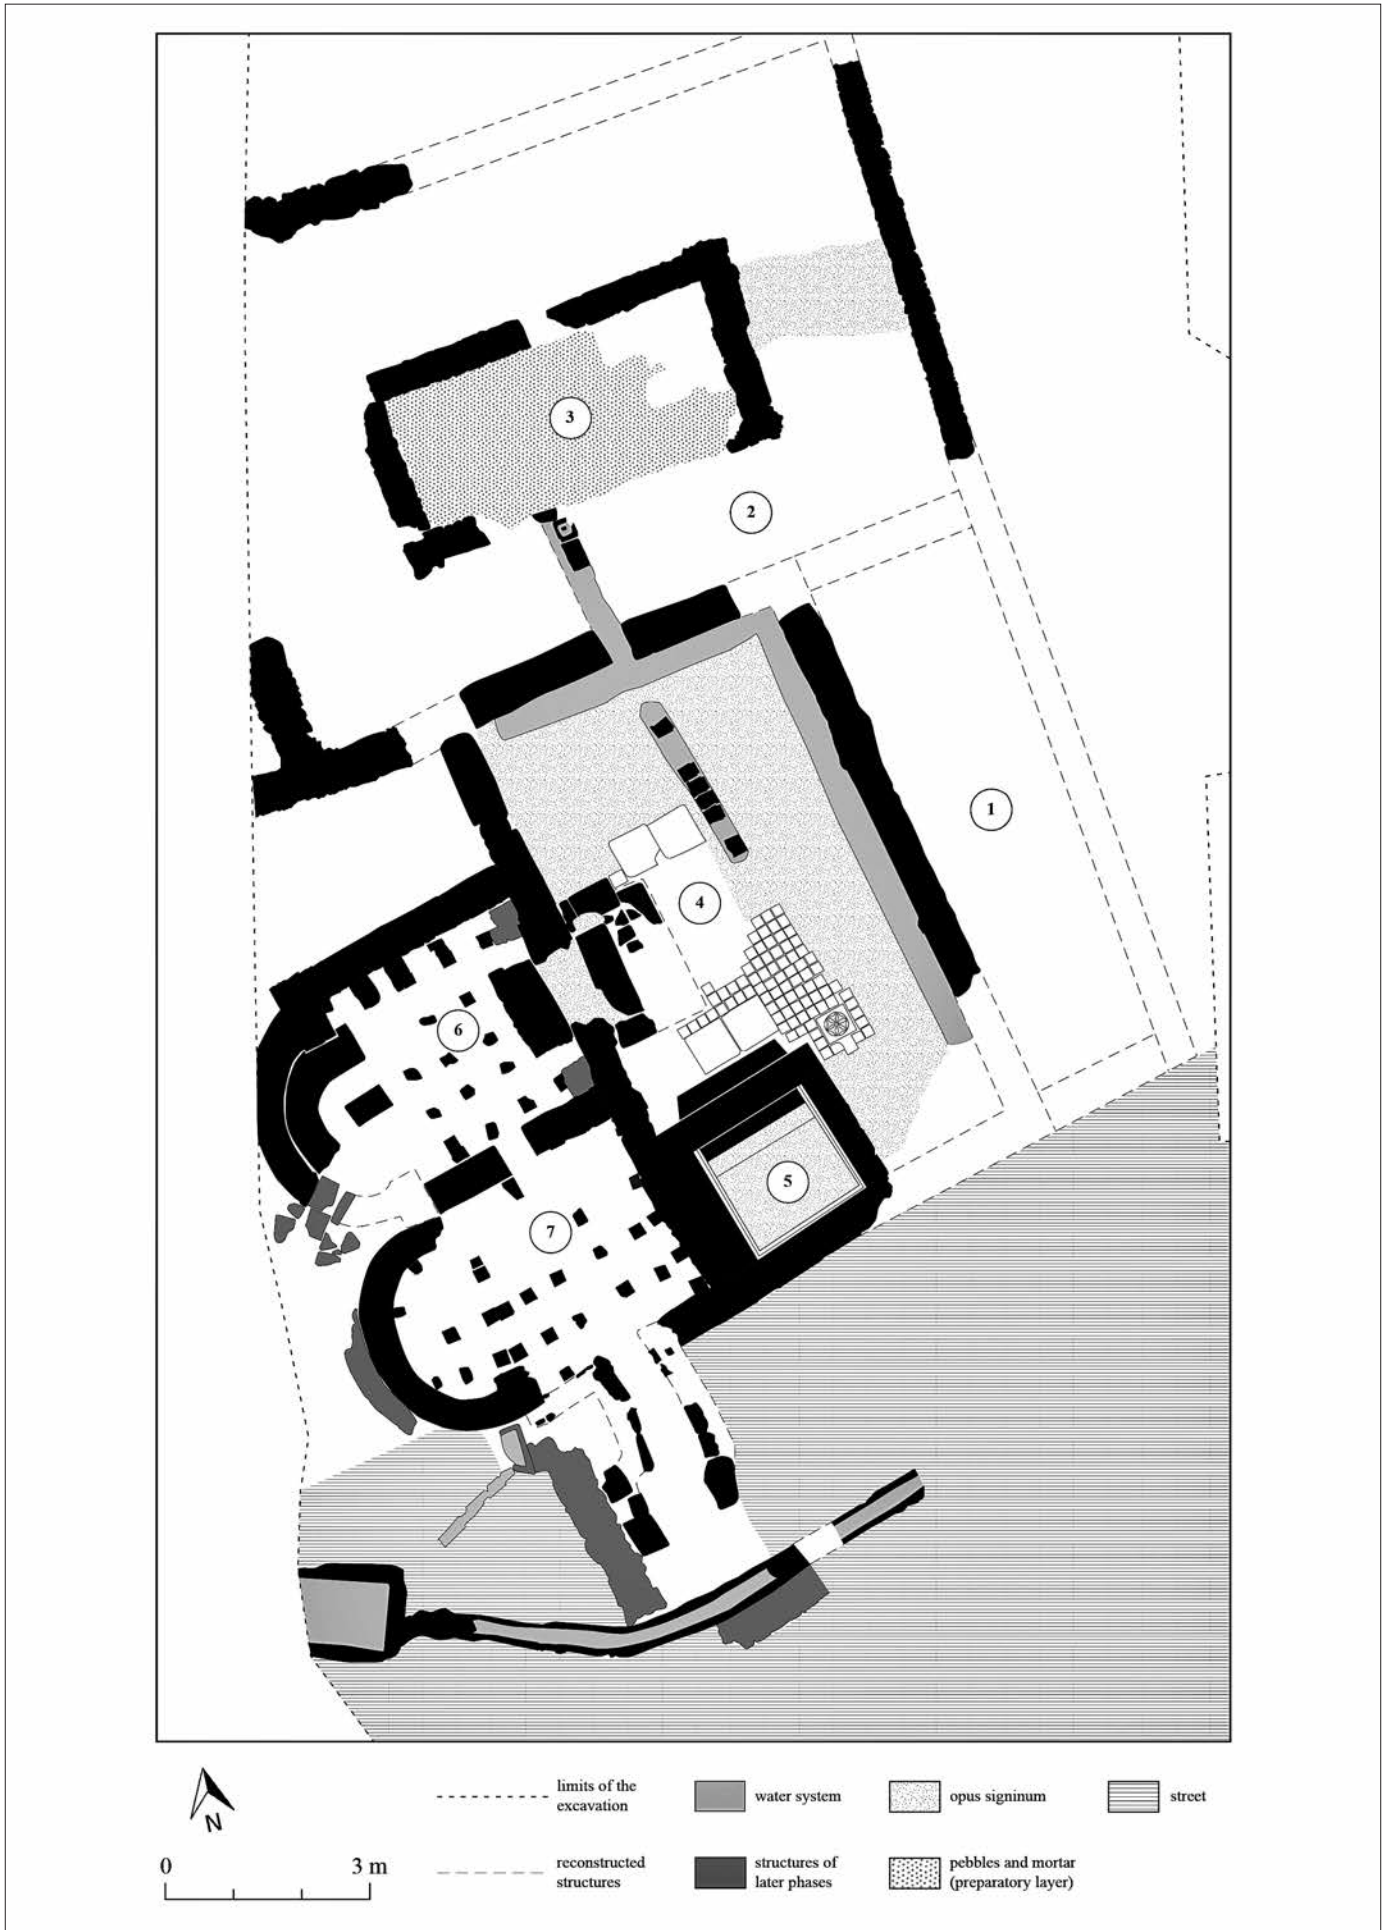 3
2
1
4
6
5
7
limits of the
excavation
water system
opus signinum
street
N
0 3 m
reconstructed
structures
structures of
later phases
pebbles and mortar
(preparatory layer)